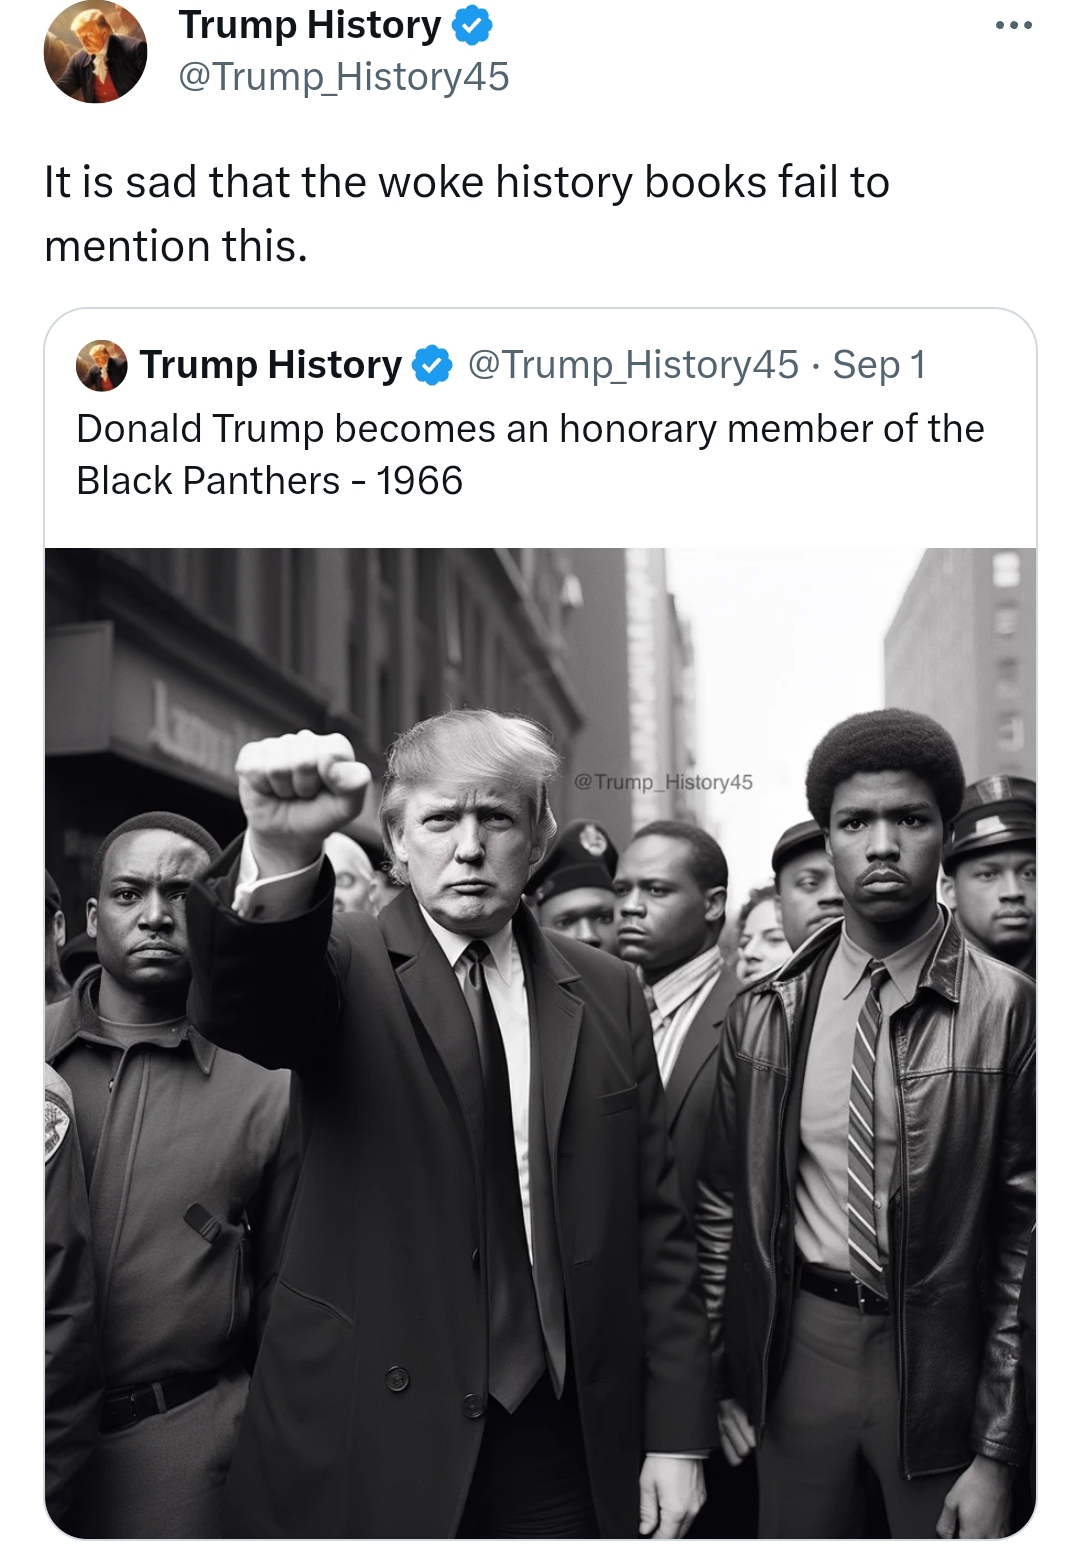 Trump History
@Trump_History45
It is sad that the woke history books fail to
mention this.
Trump History @Trump_History45 · Sep 1
Donald Trump becomes an honorary member of the
Black Panthers - 1966
@Trump_History45